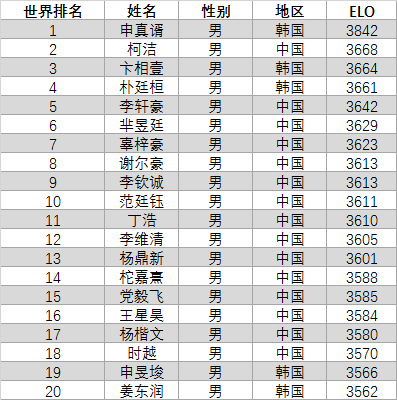 世界排名 姓名 性别 地区 ELO
1 申真谞 男 韩国 3842
2 柯洁 男 中国 3668
3 卞相壹 男 韩国 3664
4 朴廷桓 男 韩国 3661
5 李轩豪 男 中国 3642
6 芈昱廷 男 中国 3629
7 辜梓豪 男 中国 3623
8 谢尔豪 男 中国 3613
9 李钦诚 男 中国 3613
10 范廷钰 男 中国 3611
11 丁浩 男 中国 3610
12 李维清 男 中国 3605
13 杨鼎新 男 中国 3601
14 柁嘉熹 男 中国 3588
15 党毅飞 男 中国 3585
16 王星昊 男 中国 3584
17 杨楷文 男 中国 3580
18 时越 男 中国 3570
19 申旻埈 男 韩国 3566
20 姜东润 男 韩国 3562